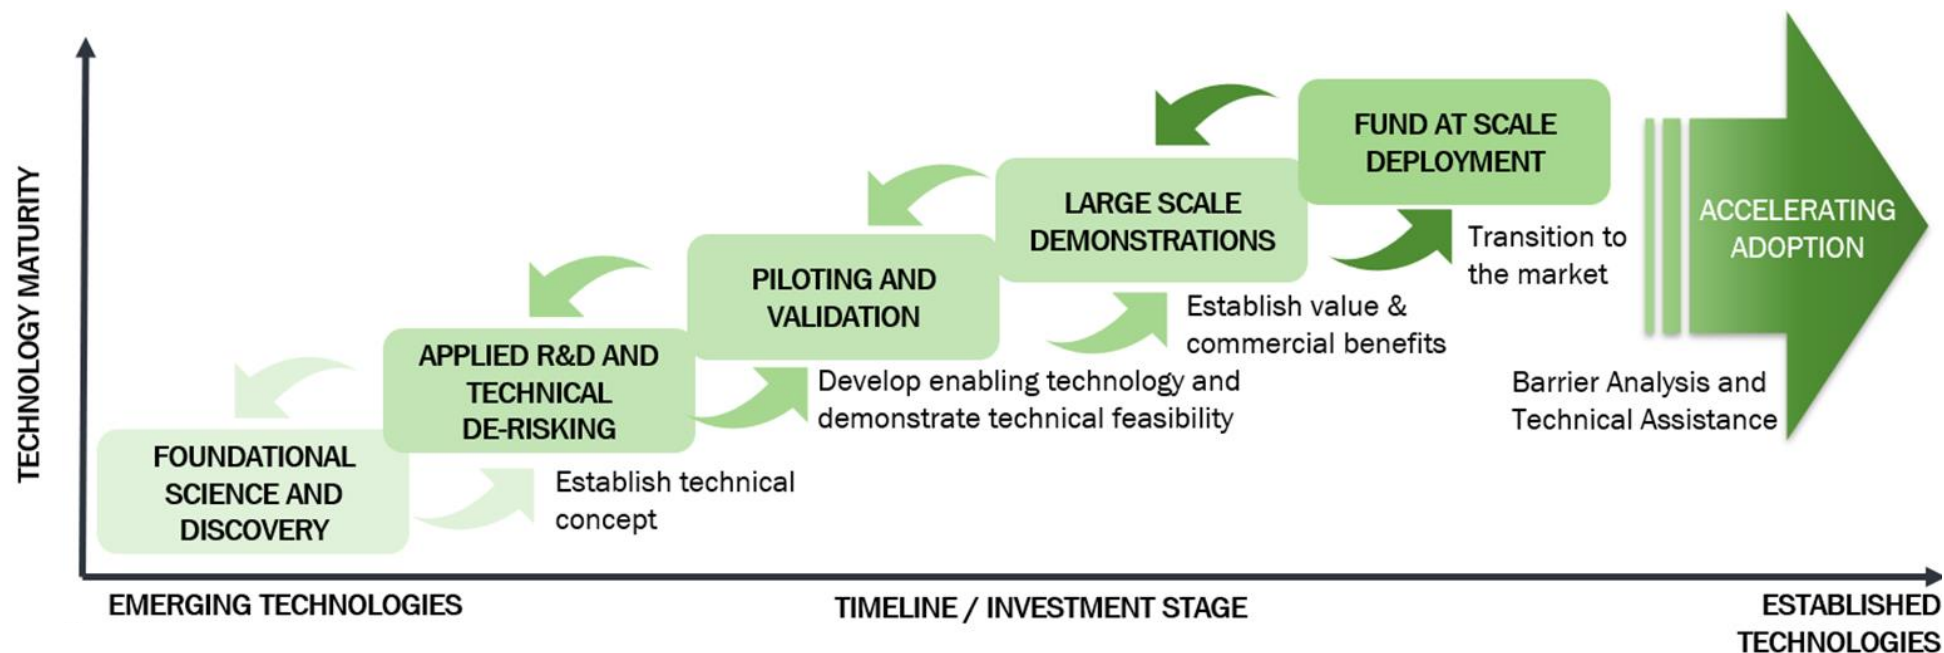 TECHNOLOGY MATURITY
FOUNDATIONAL
SCIENCE AND
DISCOVERY
Establish technical
concept
APPLIED R&D AND
TECHNICAL
DE-RISKING
Develop enabling technology and
demonstrate technical feasibility
PILOTING AND
VALIDATION
Establish value &
commercial benefits
LARGE SCALE
DEMONSTRATIONS
Transition to
the market
FUND AT SCALE
DEPLOYMENT
ACCELERATING
ADOPTION
Barrier Analysis and
Technical Assistance
EMERGING TECHNOLOGIES
TIMELINE / INVESTMENT STAGE
ESTABLISHED
TECHNOLOGIES